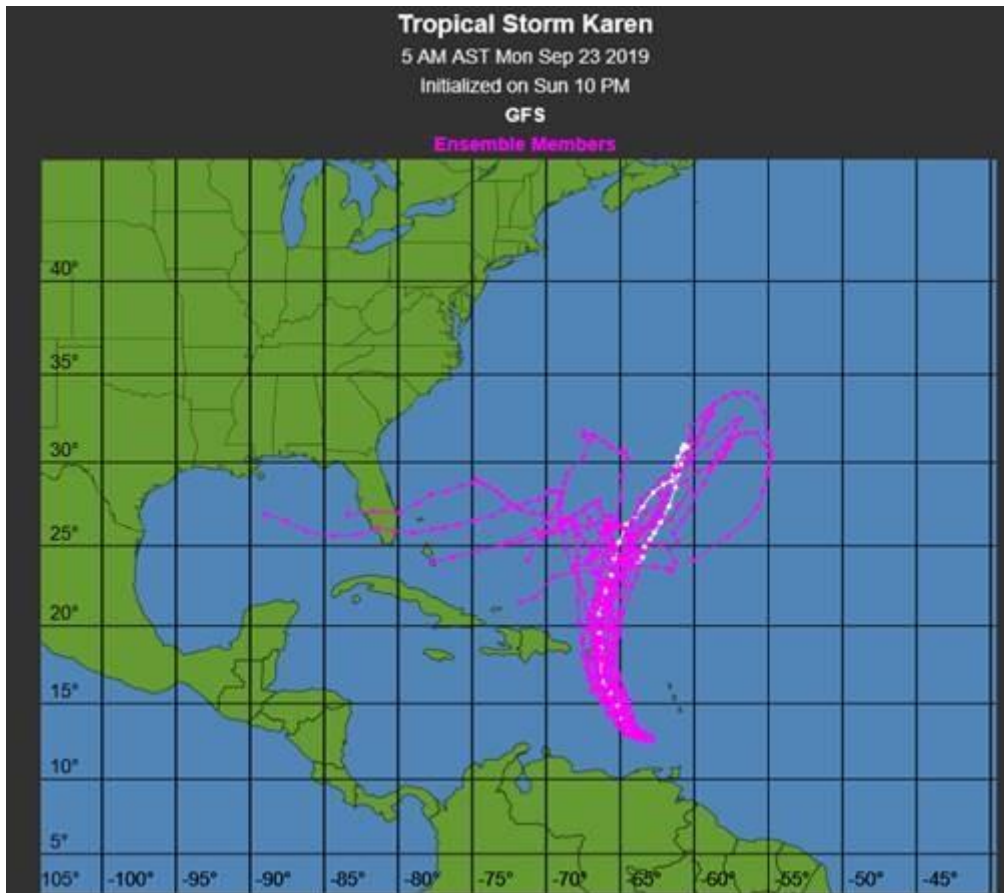 Tropical Storm Karen
5 AM AST Mon Sep 23 2019
Initialized on Sun 10 PM
GFS
Ensemble Members
40°
35°
30°
25°
20°
15°
10°
5°
105° -100° -95° -90° -85° -80° -75° -70° -65° -60° -55° -50° -45°